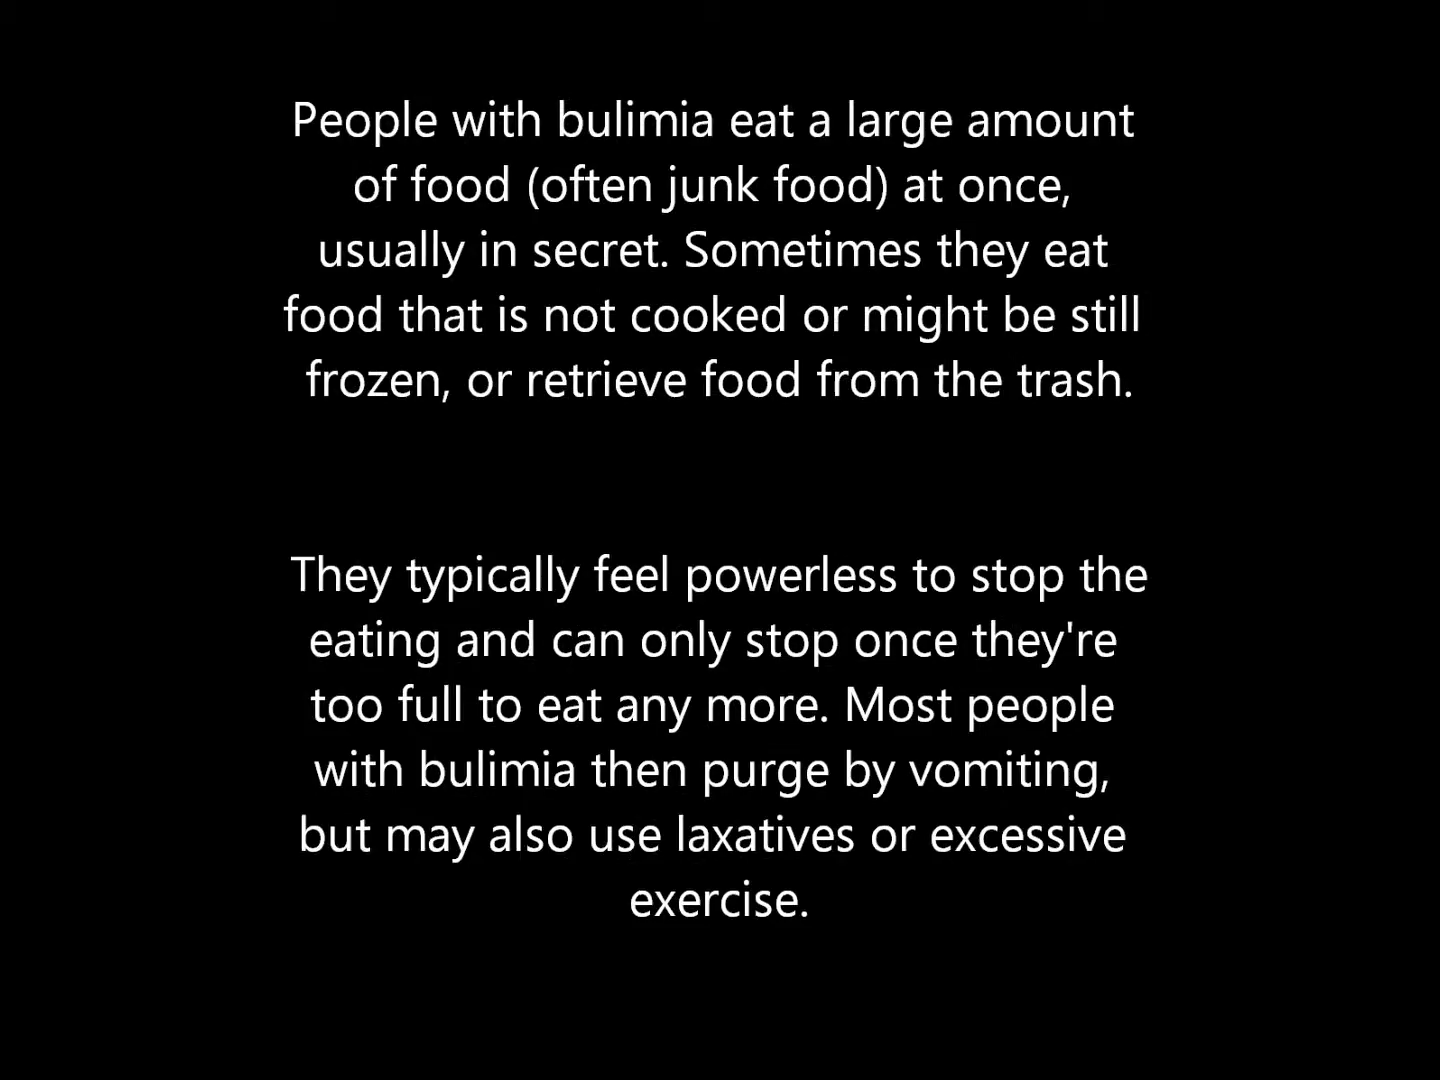 People with bulimia eat a large amount
of food (often junk food) at once,
usually in secret. Sometimes they eat
food that is not cooked or might be still
frozen, or retrieve food from the trash.
They typically feel powerless to stop the
eating and can only stop once they're
too full to eat any more. Most people
with bulimia then purge by vomiting,
but may also use laxatives or excessive
exercise.